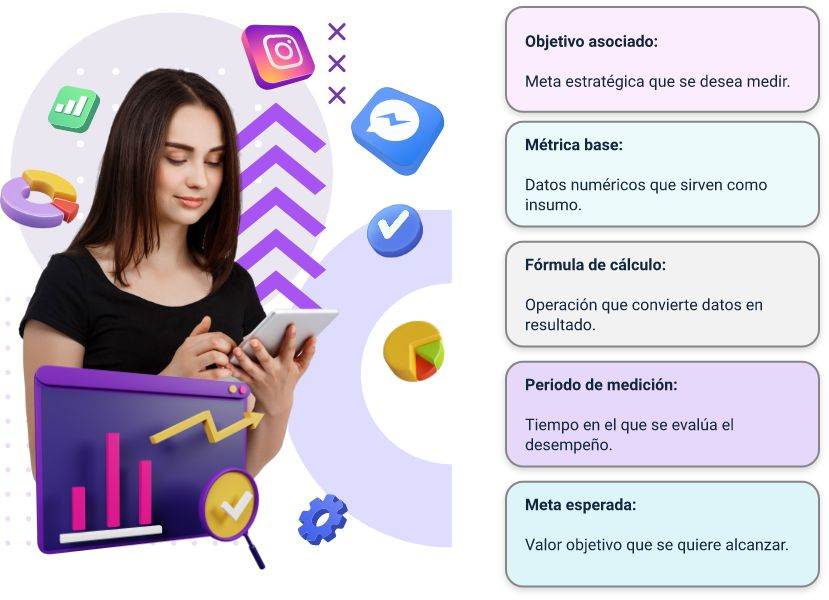 Objetivo asociado:
Meta estratégica que se desea medir.
Métrica base:
Datos numéricos que sirven como
insumo.
Fórmula de cálculo:
Operación que convierte datos en
resultado.
Periodo de medición:
Tiempo en el que se evalúa el
desempeño.
Meta esperada:
Valor objetivo que se quiere alcanzar.